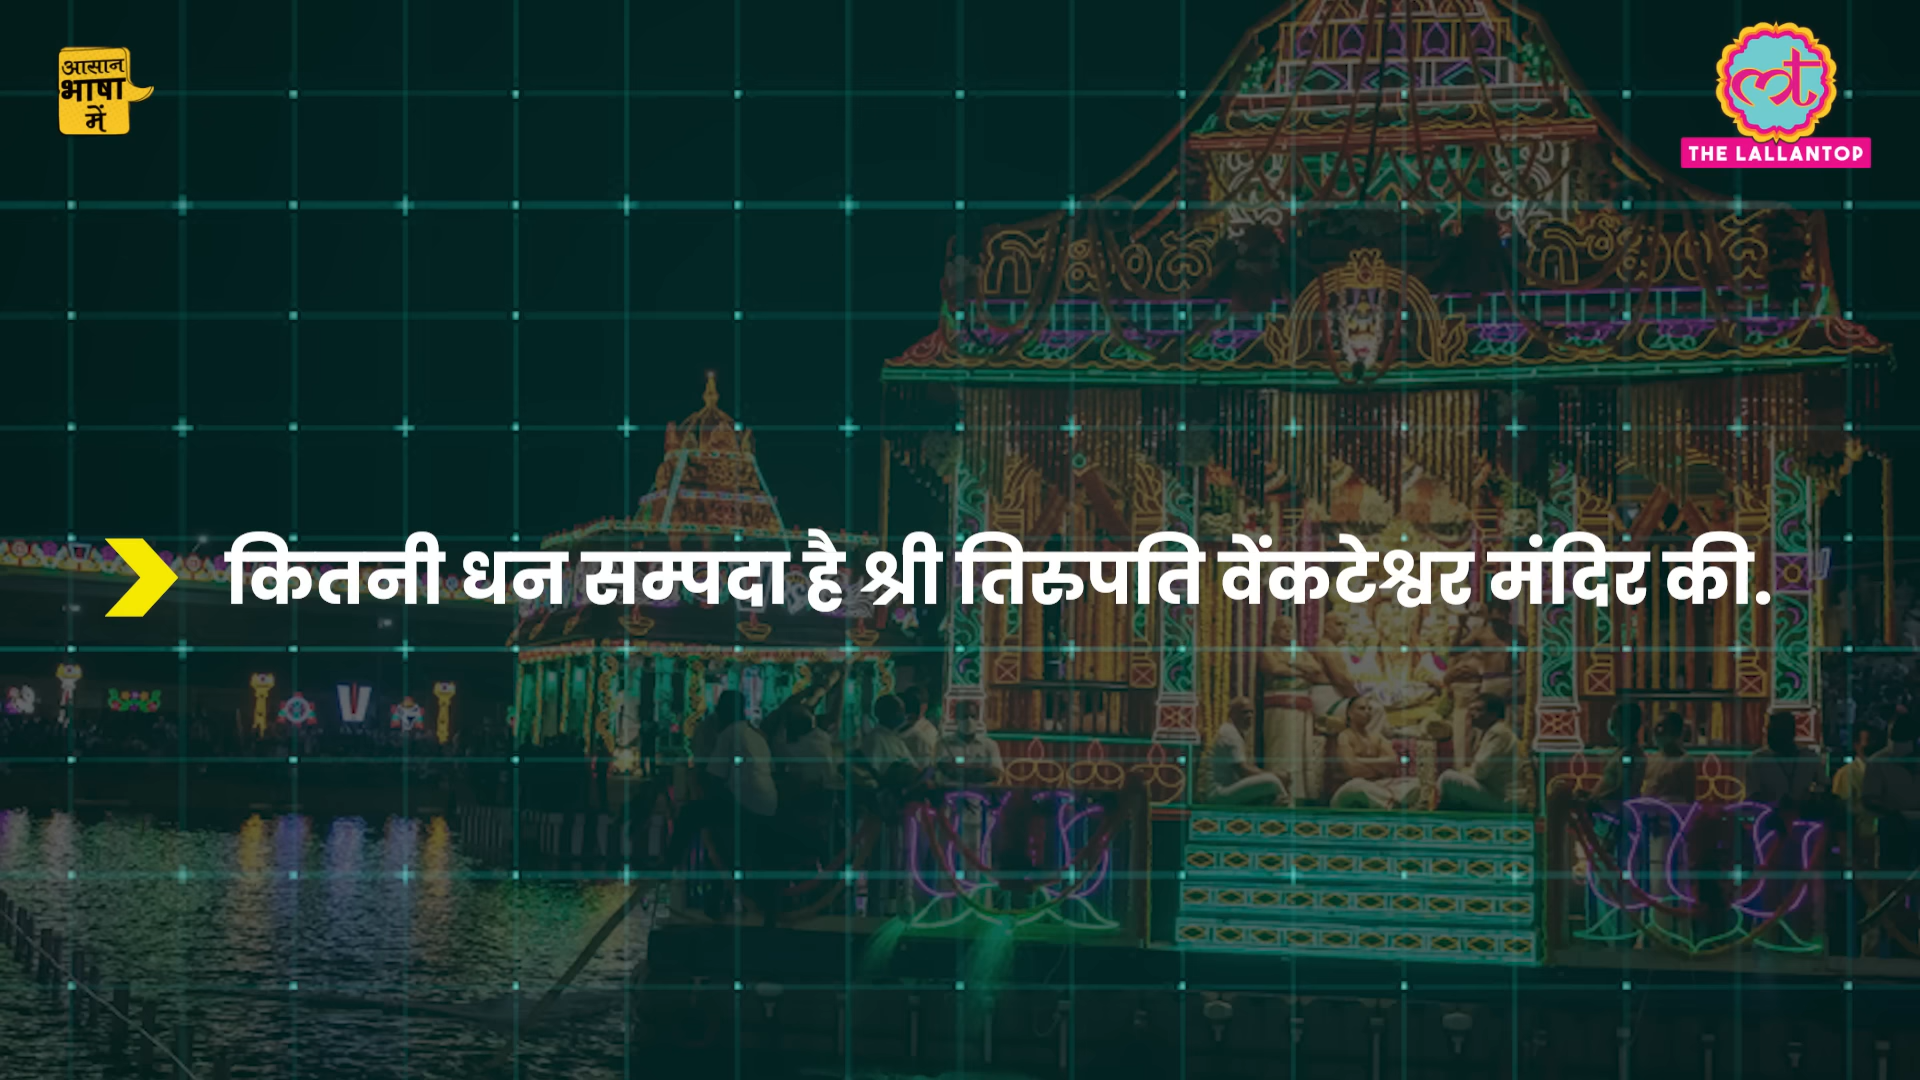 आसान
भाषा
में
THE LALLANTOP
గోవింద
గోవింద
कितनी धन सम्पदा है श्री तिरुपति वेंकटेश्वर मंदिर की.